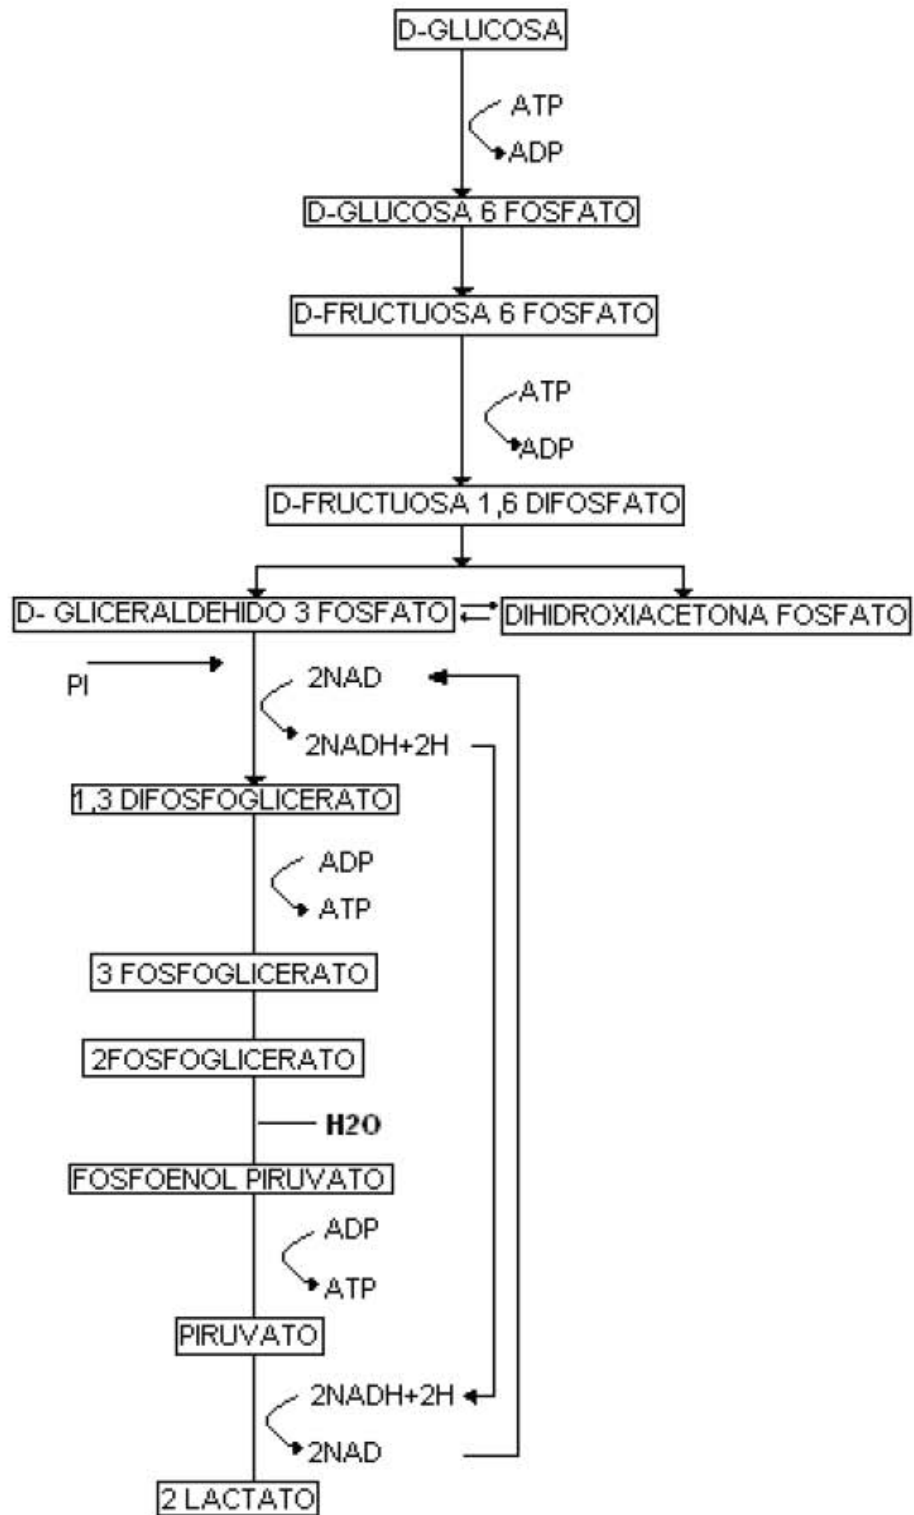 D-GLUCOSA
ATP
ADP
D-GLUCOSA 6 FOSFATO
D-FRUCTUOSA 6 FOSFATO
ATP
ADP
D-FRUCTUOSA 1,6 DIFOSFATO
D- GLICERALDEHIDO 3 FOSFATO
DIHIDROXIACETONA FOSFATO
PI
2NAD
2NADH+2H
1,3 DIFOSFOGLICERATO
ADP
ATP
3 FOSFOGLICERATO
2FOSFOGLICERATO
H2O
FOSFOENOL PIRUVATO
ADP
ATP
PIRUVATO
2NADH+2H
2NAD
2 LACTATO